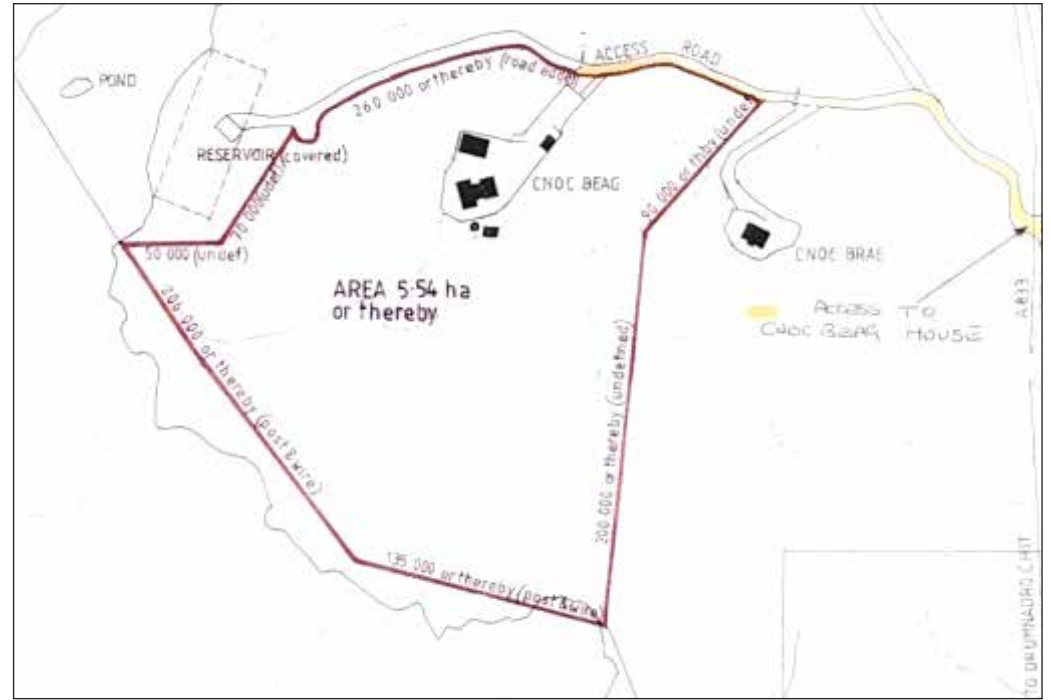 ACCESS ROAD
POND
260 000 or thereby (road edge)
RESERVOIR (covered)
70 000 (undef)
90 000 or thby (undef)
CNOC BEAG
50 000 (undef)
CNOC BRAE
AREA 5·54 ha
or thereby
206 000 or thereby (post & wire)
ACCESS TO
CNOC BEAG HOUSE
A833
200 000 or thereby (undefined)
135 000 or thereby (post & wire)
TO DRUMNADROCHIT